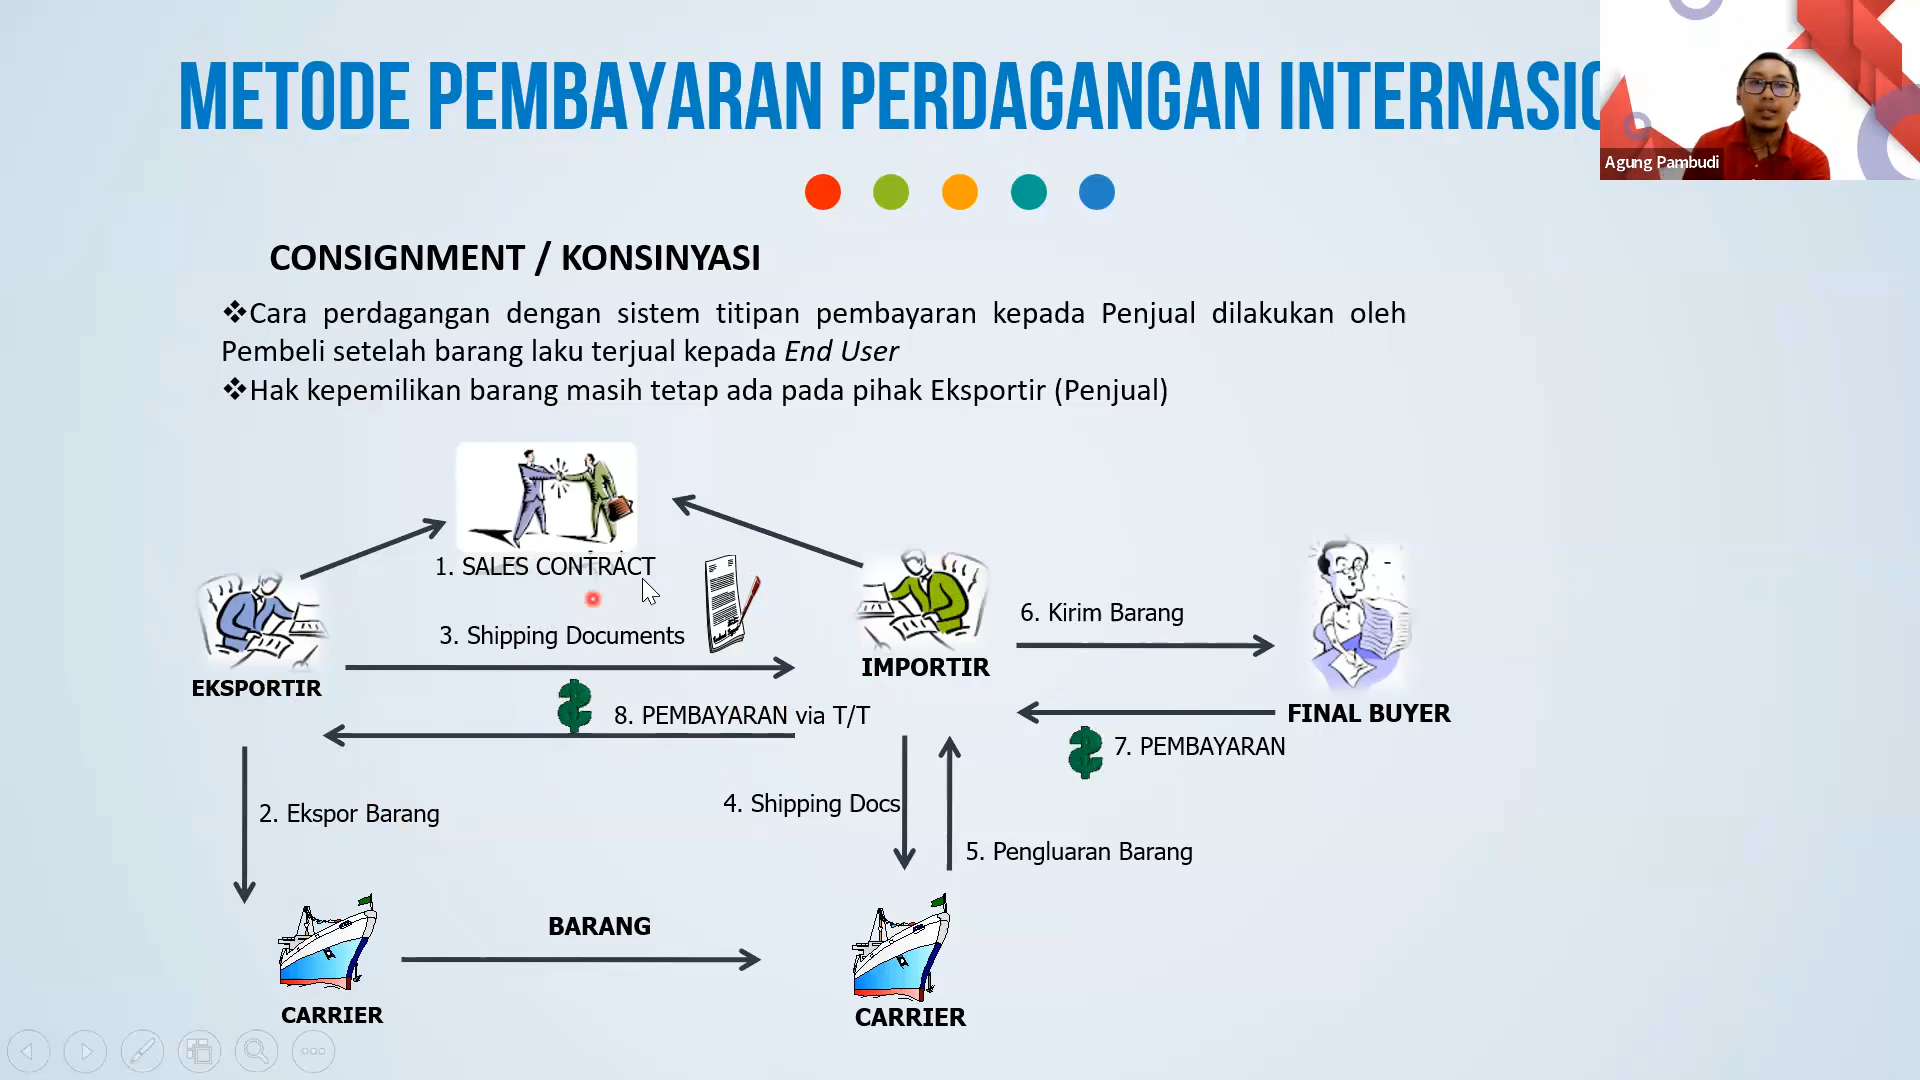 METODE PEMBAYARAN PERDAGANGAN INTERNASIO
Agung Pambudi
CONSIGNMENT / KONSINYASI
❖Cara perdagangan dengan sistem titipan pembayaran kepada Penjual dilakukan oleh
Pembeli setelah barang laku terjual kepada End User
❖Hak kepemilikan barang masih tetap ada pada pihak Eksportir (Penjual)
1. SALES CONTRACT
3. Shipping Documents
6. Kirim Barang
IMPORTIR
EKSPORTIR
8. PEMBAYARAN via T/T
FINAL BUYER
7. PEMBAYARAN
4. Shipping Docs
2. Ekspor Barang
5. Pengluaran Barang
BARANG
CARRIER
CARRIER